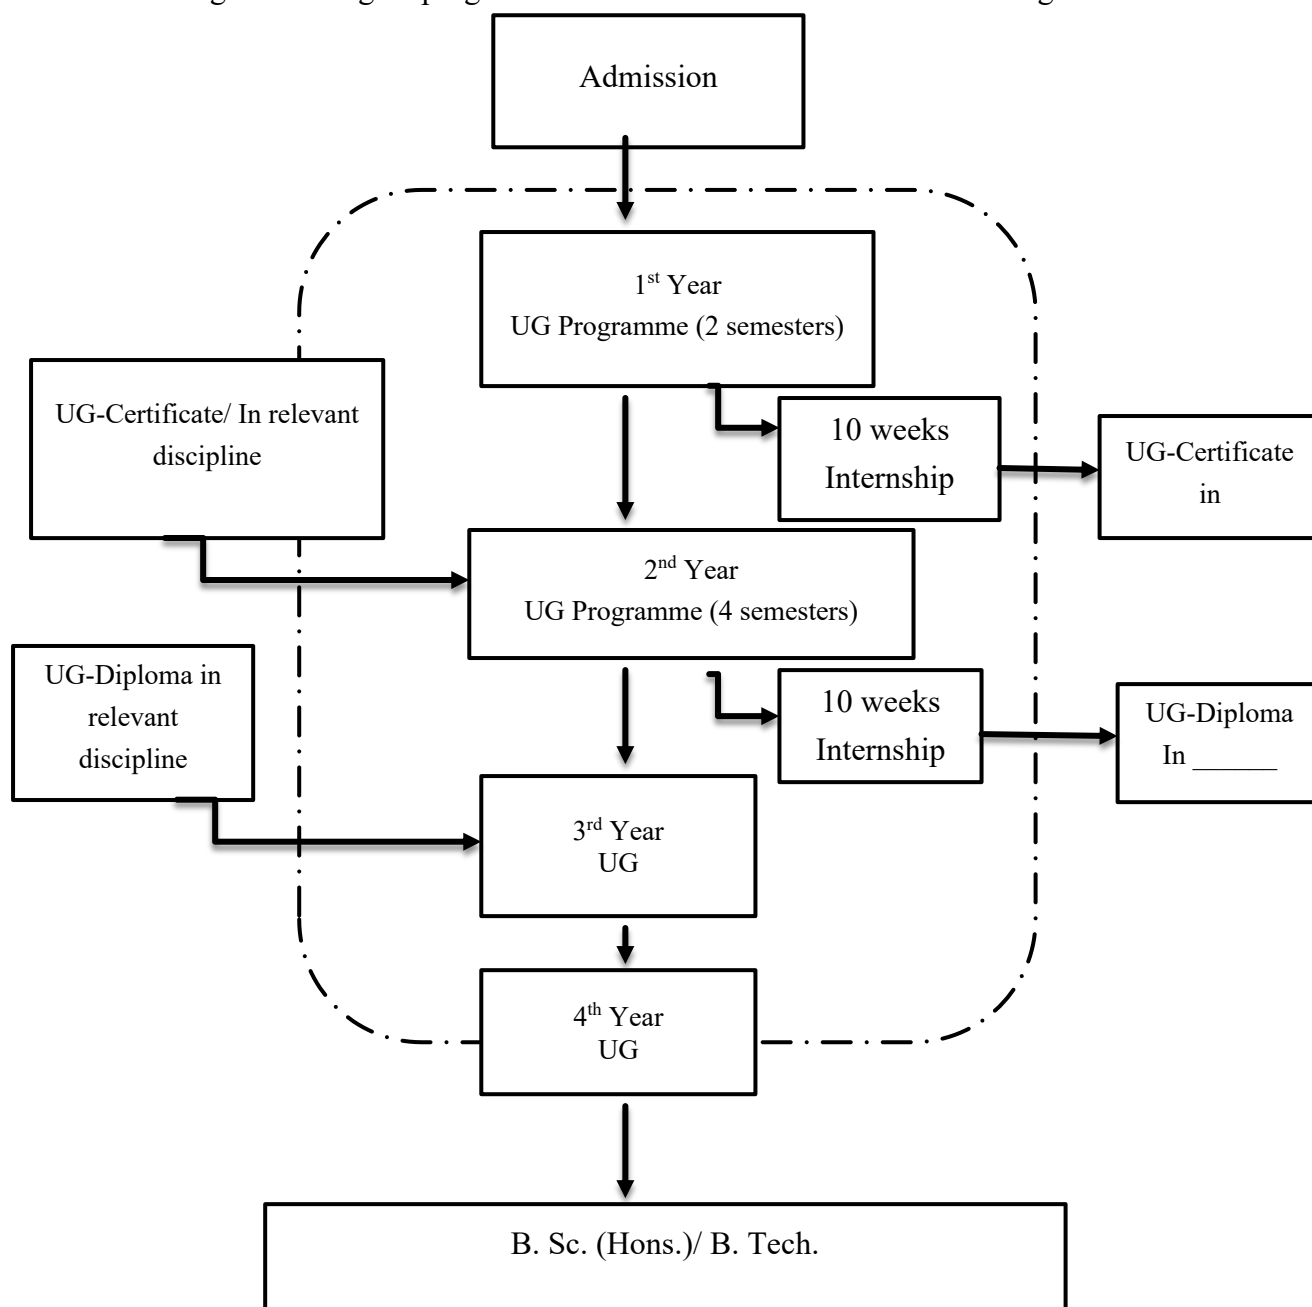 Admission
1st Year
UG Programme (2 semesters)
UG-Certificate/ In relevant
discipline
10 weeks
Internship
UG-Certificate
in
2nd Year
UG Programme (4 semesters)
UG-Diploma in
relevant
discipline
10 weeks
Internship
UG-Diploma
In ______
3rd Year
UG
4th Year
UG
B. Sc. (Hons.)/ B. Tech.